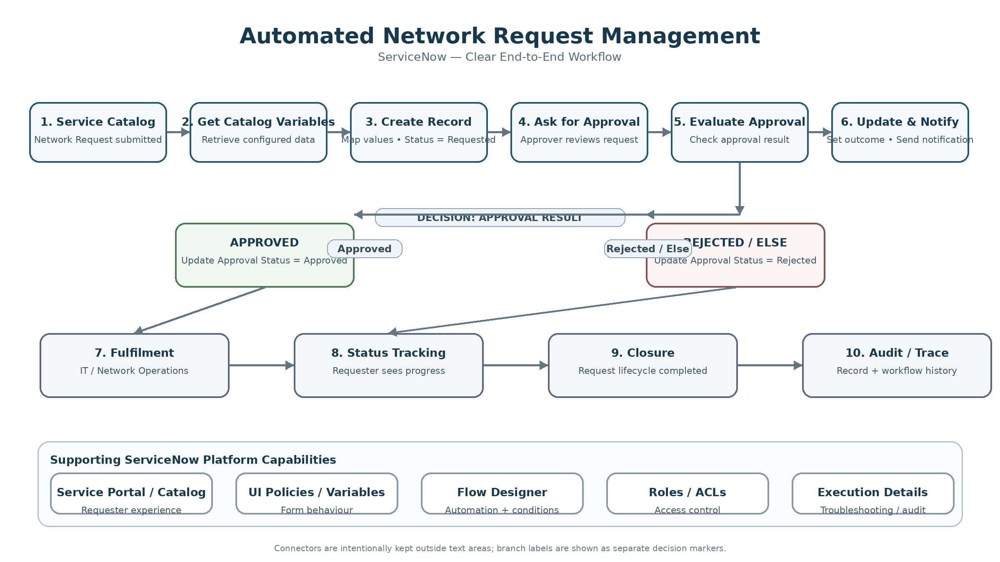 Automated Network Request Management
ServiceNow — Clear End-to-End Workflow
1. Service Catalog
Network Request submitted
2. Get Catalog Variables
Retrieve configured data
3. Create Record
Map values • Status = Requested
4. Ask for Approval
Approver reviews request
5. Evaluate Approval
Check approval result
6. Update & Notify
Set outcome • Send notification
DECISION: APPROVAL RESULT
APPROVED
Update Approval Status = Approved
Approved
Rejected / Else
REJECTED / ELSE
Update Approval Status = Rejected
7. Fulfilment
IT / Network Operations
8. Status Tracking
Requester sees progress
9. Closure
Request lifecycle completed
10. Audit / Trace
Record + workflow history
Supporting ServiceNow Platform Capabilities
Service Portal / Catalog
Requester experience
UI Policies / Variables
Form behaviour
Flow Designer
Automation + conditions
Roles / ACLs
Access control
Execution Details
Troubleshooting / audit
Connectors are intentionally kept outside text areas; branch labels are shown as separate decision markers.